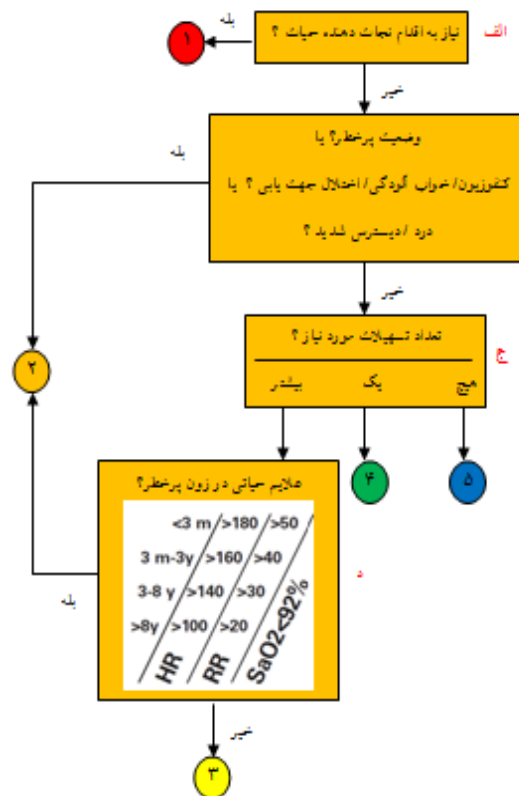 الف
نیاز به اقدام نجات دهنده حیات ؟
بله
۱
خیر
وضعیت پرخطر؟ یا
کنفوزیون/ خواب آلودگی/ اختلال جهت یابی ؟ یا
درد / دیسترس شدید ؟
بله
خیر
ج
تعداد تسهیلات مورد نیاز ؟
هیچ
یک
بیشتر
۲
۴
۵
علایم حیاتی در زون پرخطر؟
د
<3 m >180 >50
3 m-3y >160 >40
3-8 y >140 >30
>8y >100 >20
HR RR SaO2<92%
بله
خیر
۳